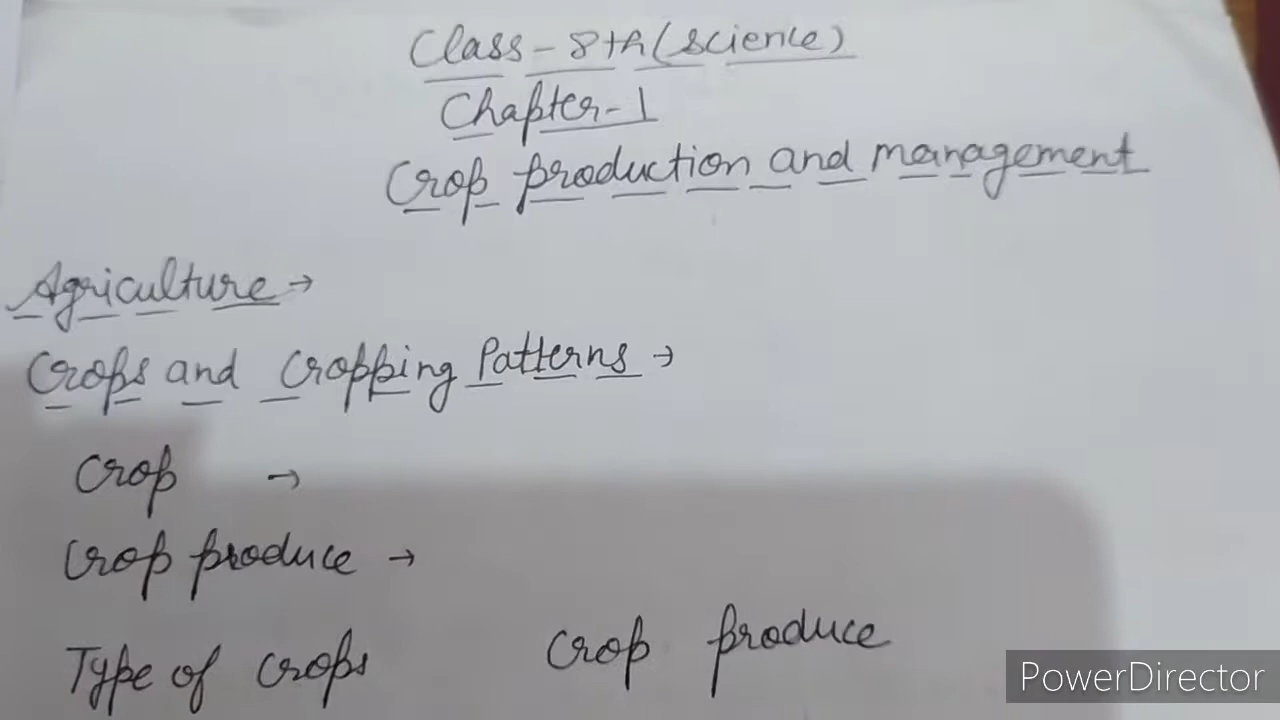 Class - 8th (science)
Chapter - 1
Crop production and management
Agriculture →
Crops and Cropping Patterns →
Crop →
Crop produce →
Type of crops Crop produce
PowerDirector